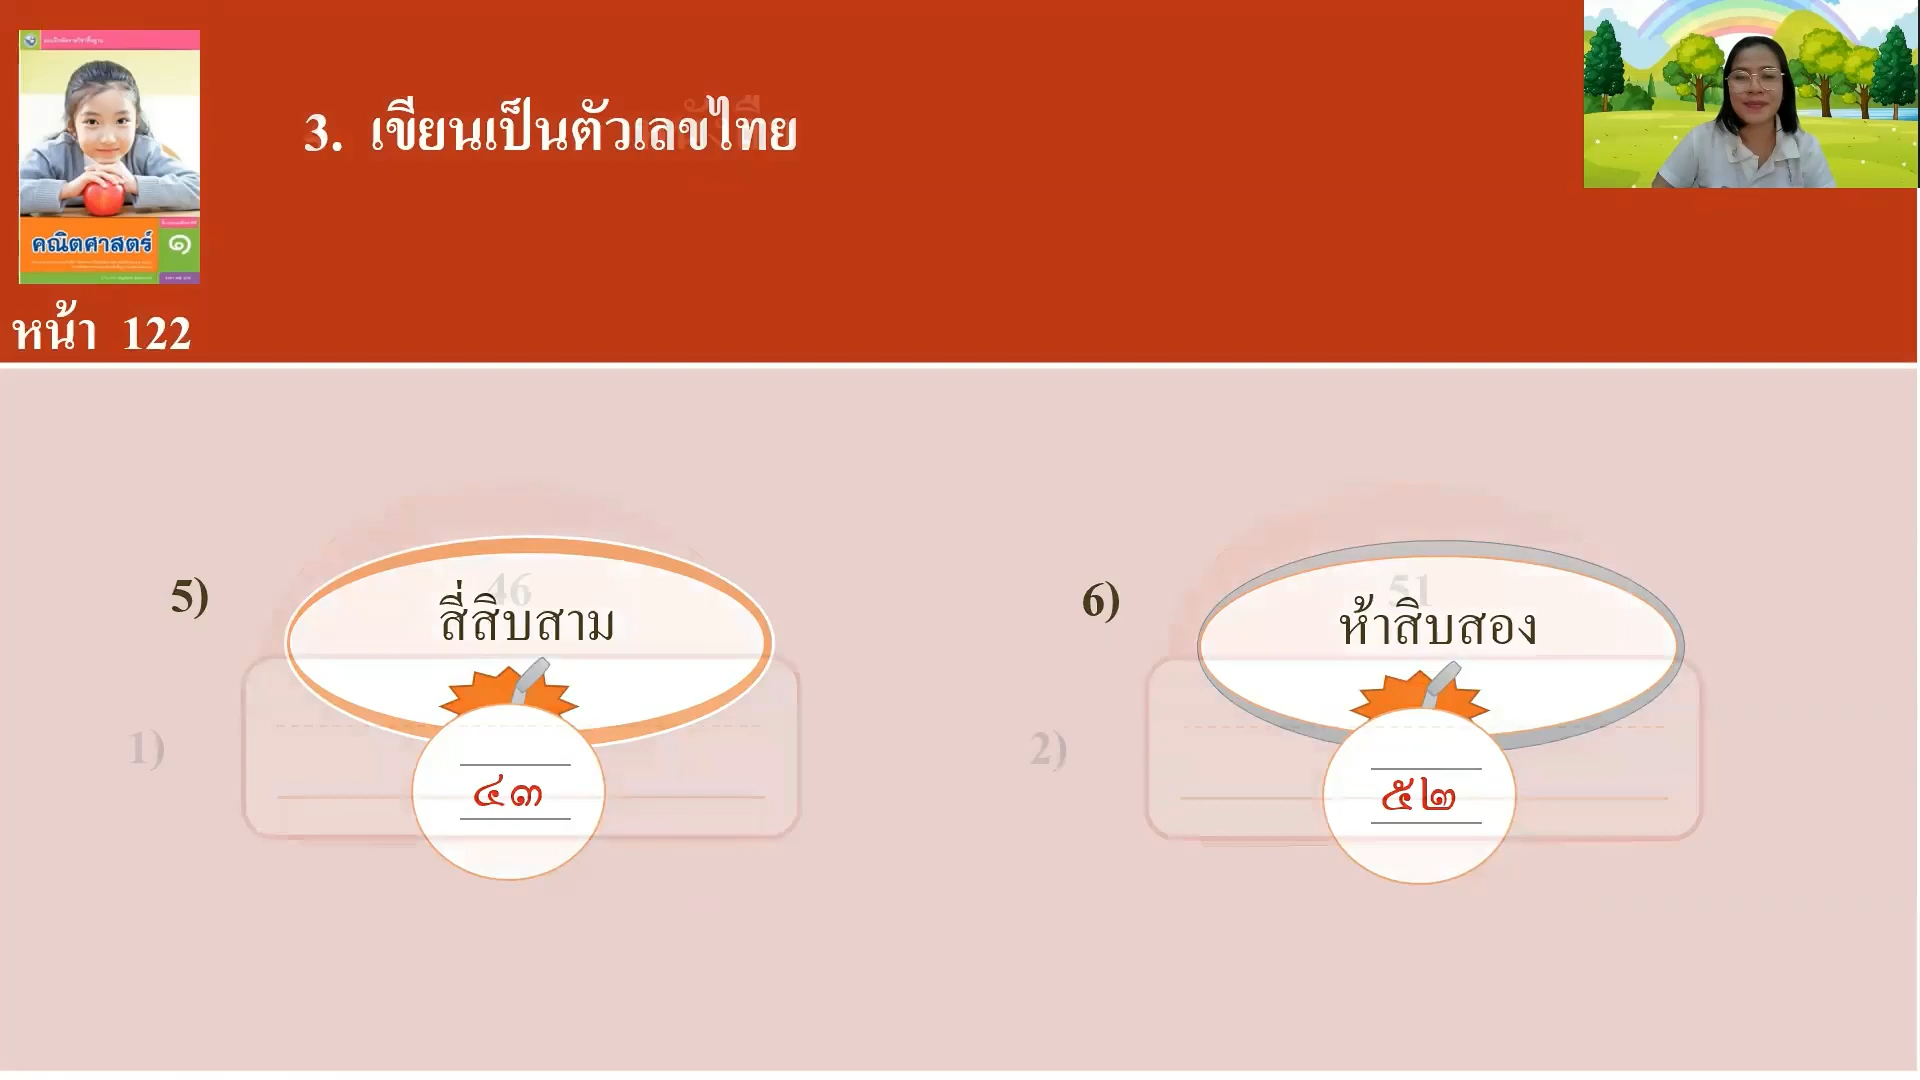 คณิตศาสตร์ ๑
หน้า 122
3. เขียนเป็นตัวเลขไทย
5) สี่สิบสาม
46
๔๓
6) ห้าสิบสอง
51
๕๒
1)
2)